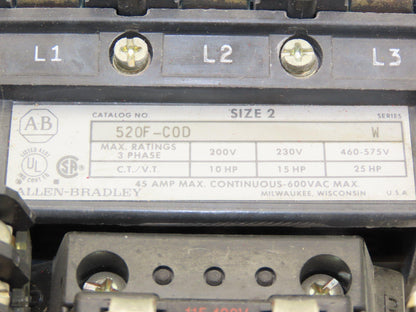 L1 L2 L3
CATALOG NO. SIZE 2 SERIES
AB 520F-COD W
MAX. RATINGS 3 PHASE 200V 230V 460-575V
C.T./V.T. 10 HP 15 HP 25 HP
UL
45 AMP MAX. CONTINUOUS-600VAC MAX.
ALLEN-BRADLEY MILWAUKEE, WISCONSIN U.S.A.